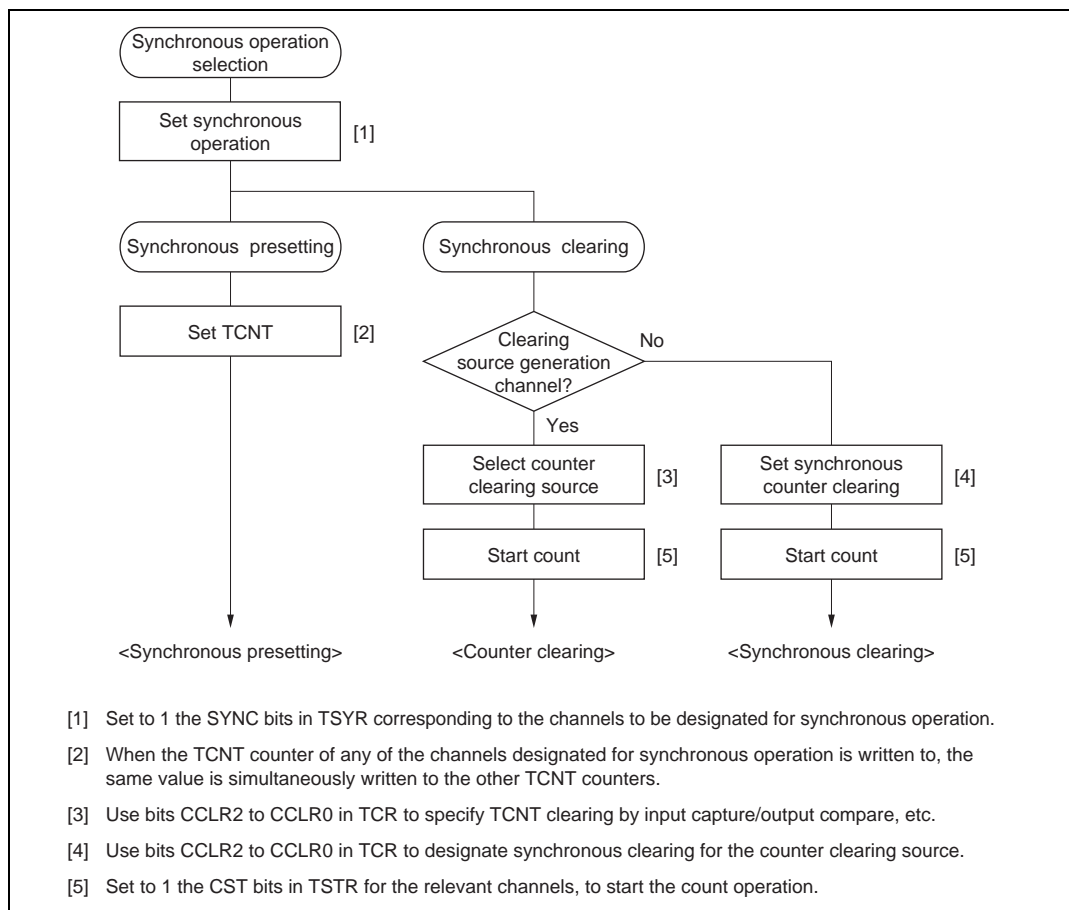 Synchronous operation
selection
Set synchronous
operation
[1]
Synchronous presetting
Synchronous clearing
Set TCNT
[2]
Clearing
source generation
channel?
No
Yes
Select counter
clearing source
[3]
Set synchronous
counter clearing
[4]
Start count
[5]
Start count
[5]
<Synchronous presetting>
<Counter clearing>
<Synchronous clearing>
[1] Set to 1 the SYNC bits in TSYR corresponding to the channels to be designated for synchronous operation.
[2] When the TCNT counter of any of the channels designated for synchronous operation is written to, the
same value is simultaneously written to the other TCNT counters.
[3] Use bits CCLR2 to CCLR0 in TCR to specify TCNT clearing by input capture/output compare, etc.
[4] Use bits CCLR2 to CCLR0 in TCR to designate synchronous clearing for the counter clearing source.
[5] Set to 1 the CST bits in TSTR for the relevant channels, to start the count operation.